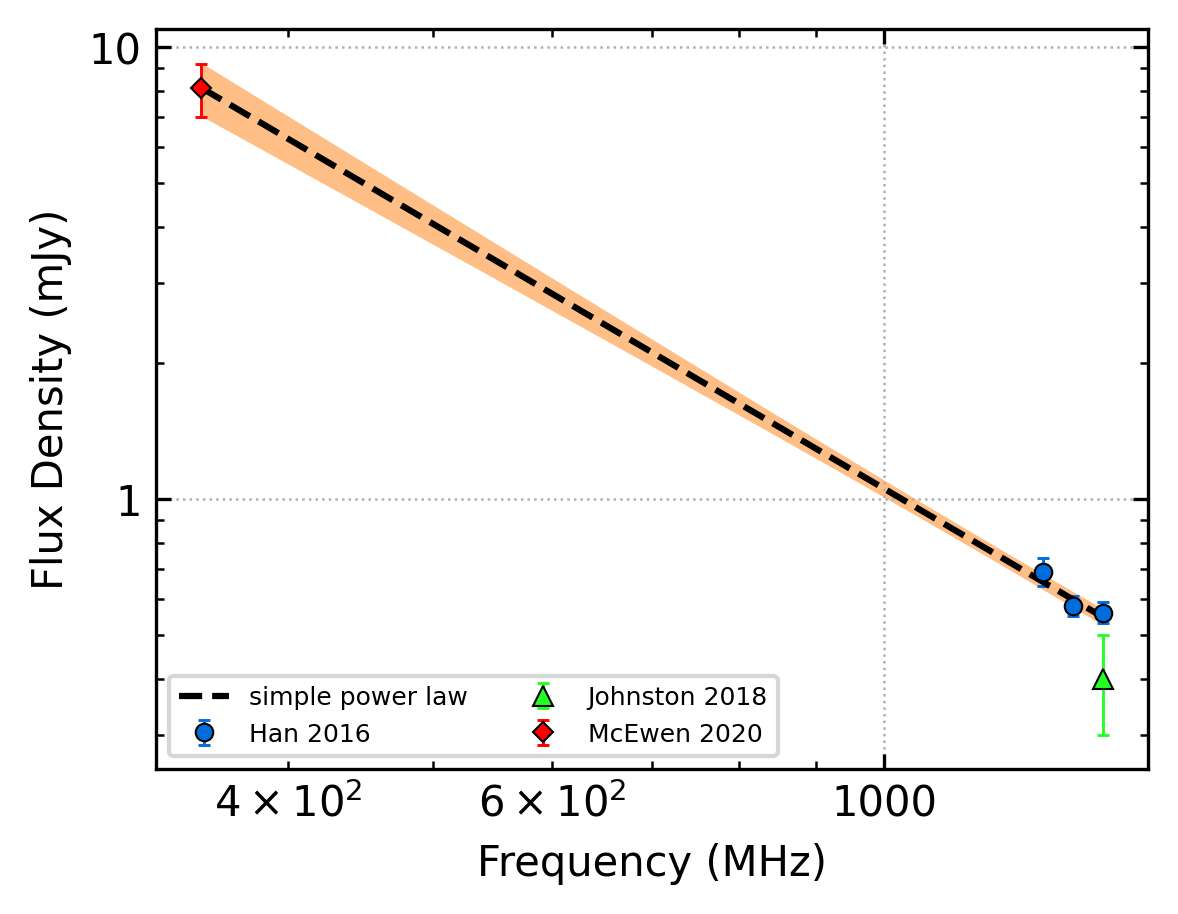 10
1
Flux Density (mJy)
simple power law
Han 2016
Johnston 2018
McEwen 2020
4 × 10²
6 × 10²
1000
Frequency (MHz)